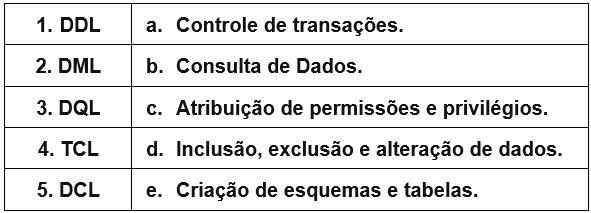 1. DDL a. Controle de transações.
2. DML b. Consulta de Dados.
3. DQL c. Atribuição de permissões e privilégios.
4. TCL d. Inclusão, exclusão e alteração de dados.
5. DCL e. Criação de esquemas e tabelas.